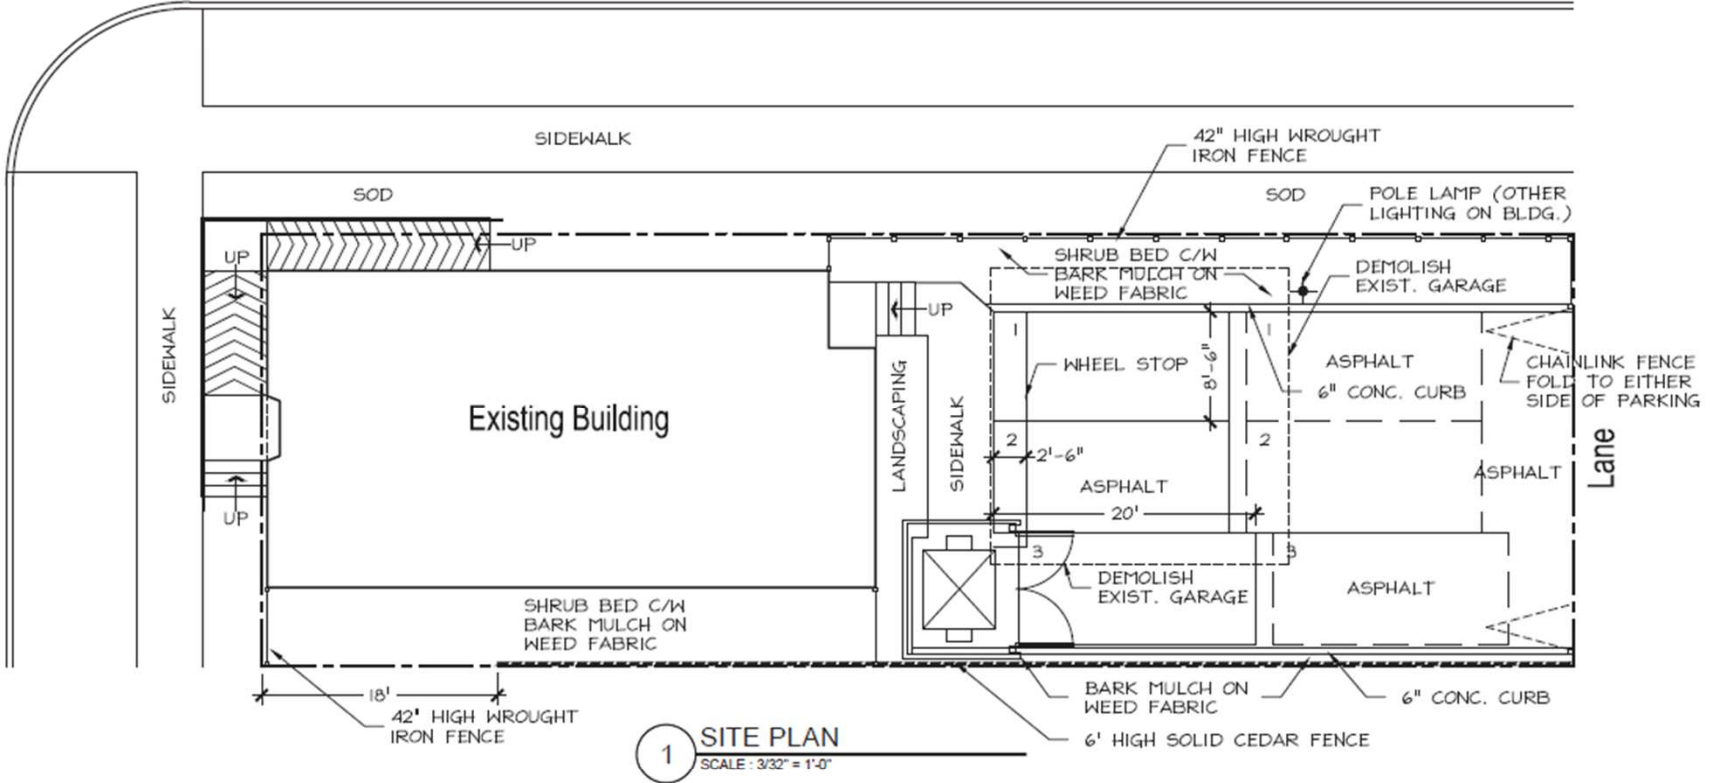 SIDEWALK
42" HIGH WROUGHT
IRON FENCE
SOD
SOD
POLE LAMP (OTHER
LIGHTING ON BLDG.)
UP
UP
SHRUB BED C/W
BARK MULCH ON
WEED FABRIC
DEMOLISH
EXIST. GARAGE
UP
SIDEWALK
1
1
WHEEL STOP
8'-6"
ASPHALT
CHAINLINK FENCE
FOLD TO EITHER
SIDE OF PARKING
6" CONC. CURB
Existing Building
LANDSCAPING
SIDEWALK
2
2
2'-6"
Lane
ASPHALT
ASPHALT
20'
UP
3
3
DEMOLISH
EXIST. GARAGE
ASPHALT
SHRUB BED C/W
BARK MULCH ON
WEED FABRIC
18'
42' HIGH WROUGHT
IRON FENCE
BARK MULCH ON
WEED FABRIC
6" CONC. CURB
6' HIGH SOLID CEDAR FENCE
1
SITE PLAN
SCALE : 3/32" = 1'-0"